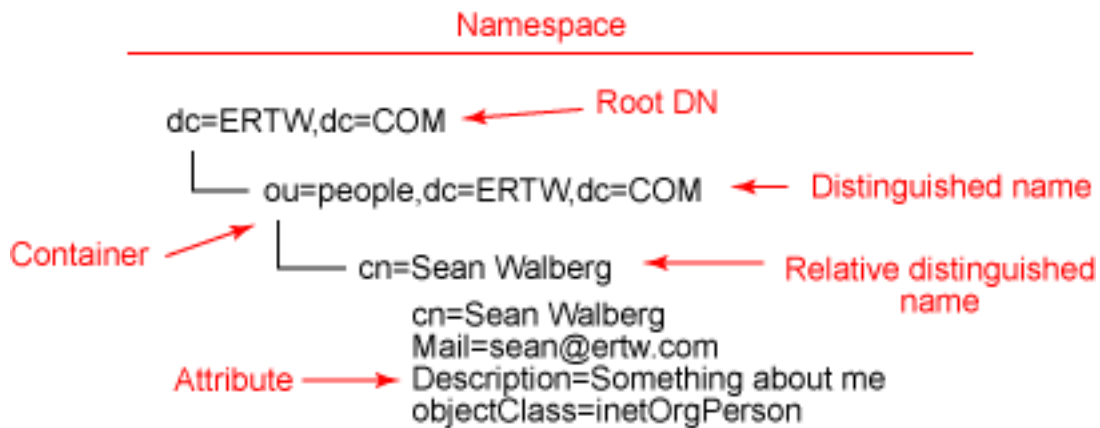 Namespace
Root DN
dc=ERTW,dc=COM
ou=people,dc=ERTW,dc=COM
Distinguished name
Container
cn=Sean Walberg
Relative distinguished
name
cn=Sean Walberg
Mail=sean@ertw.com
Attribute
Description=Something about me
objectClass=inetOrgPerson